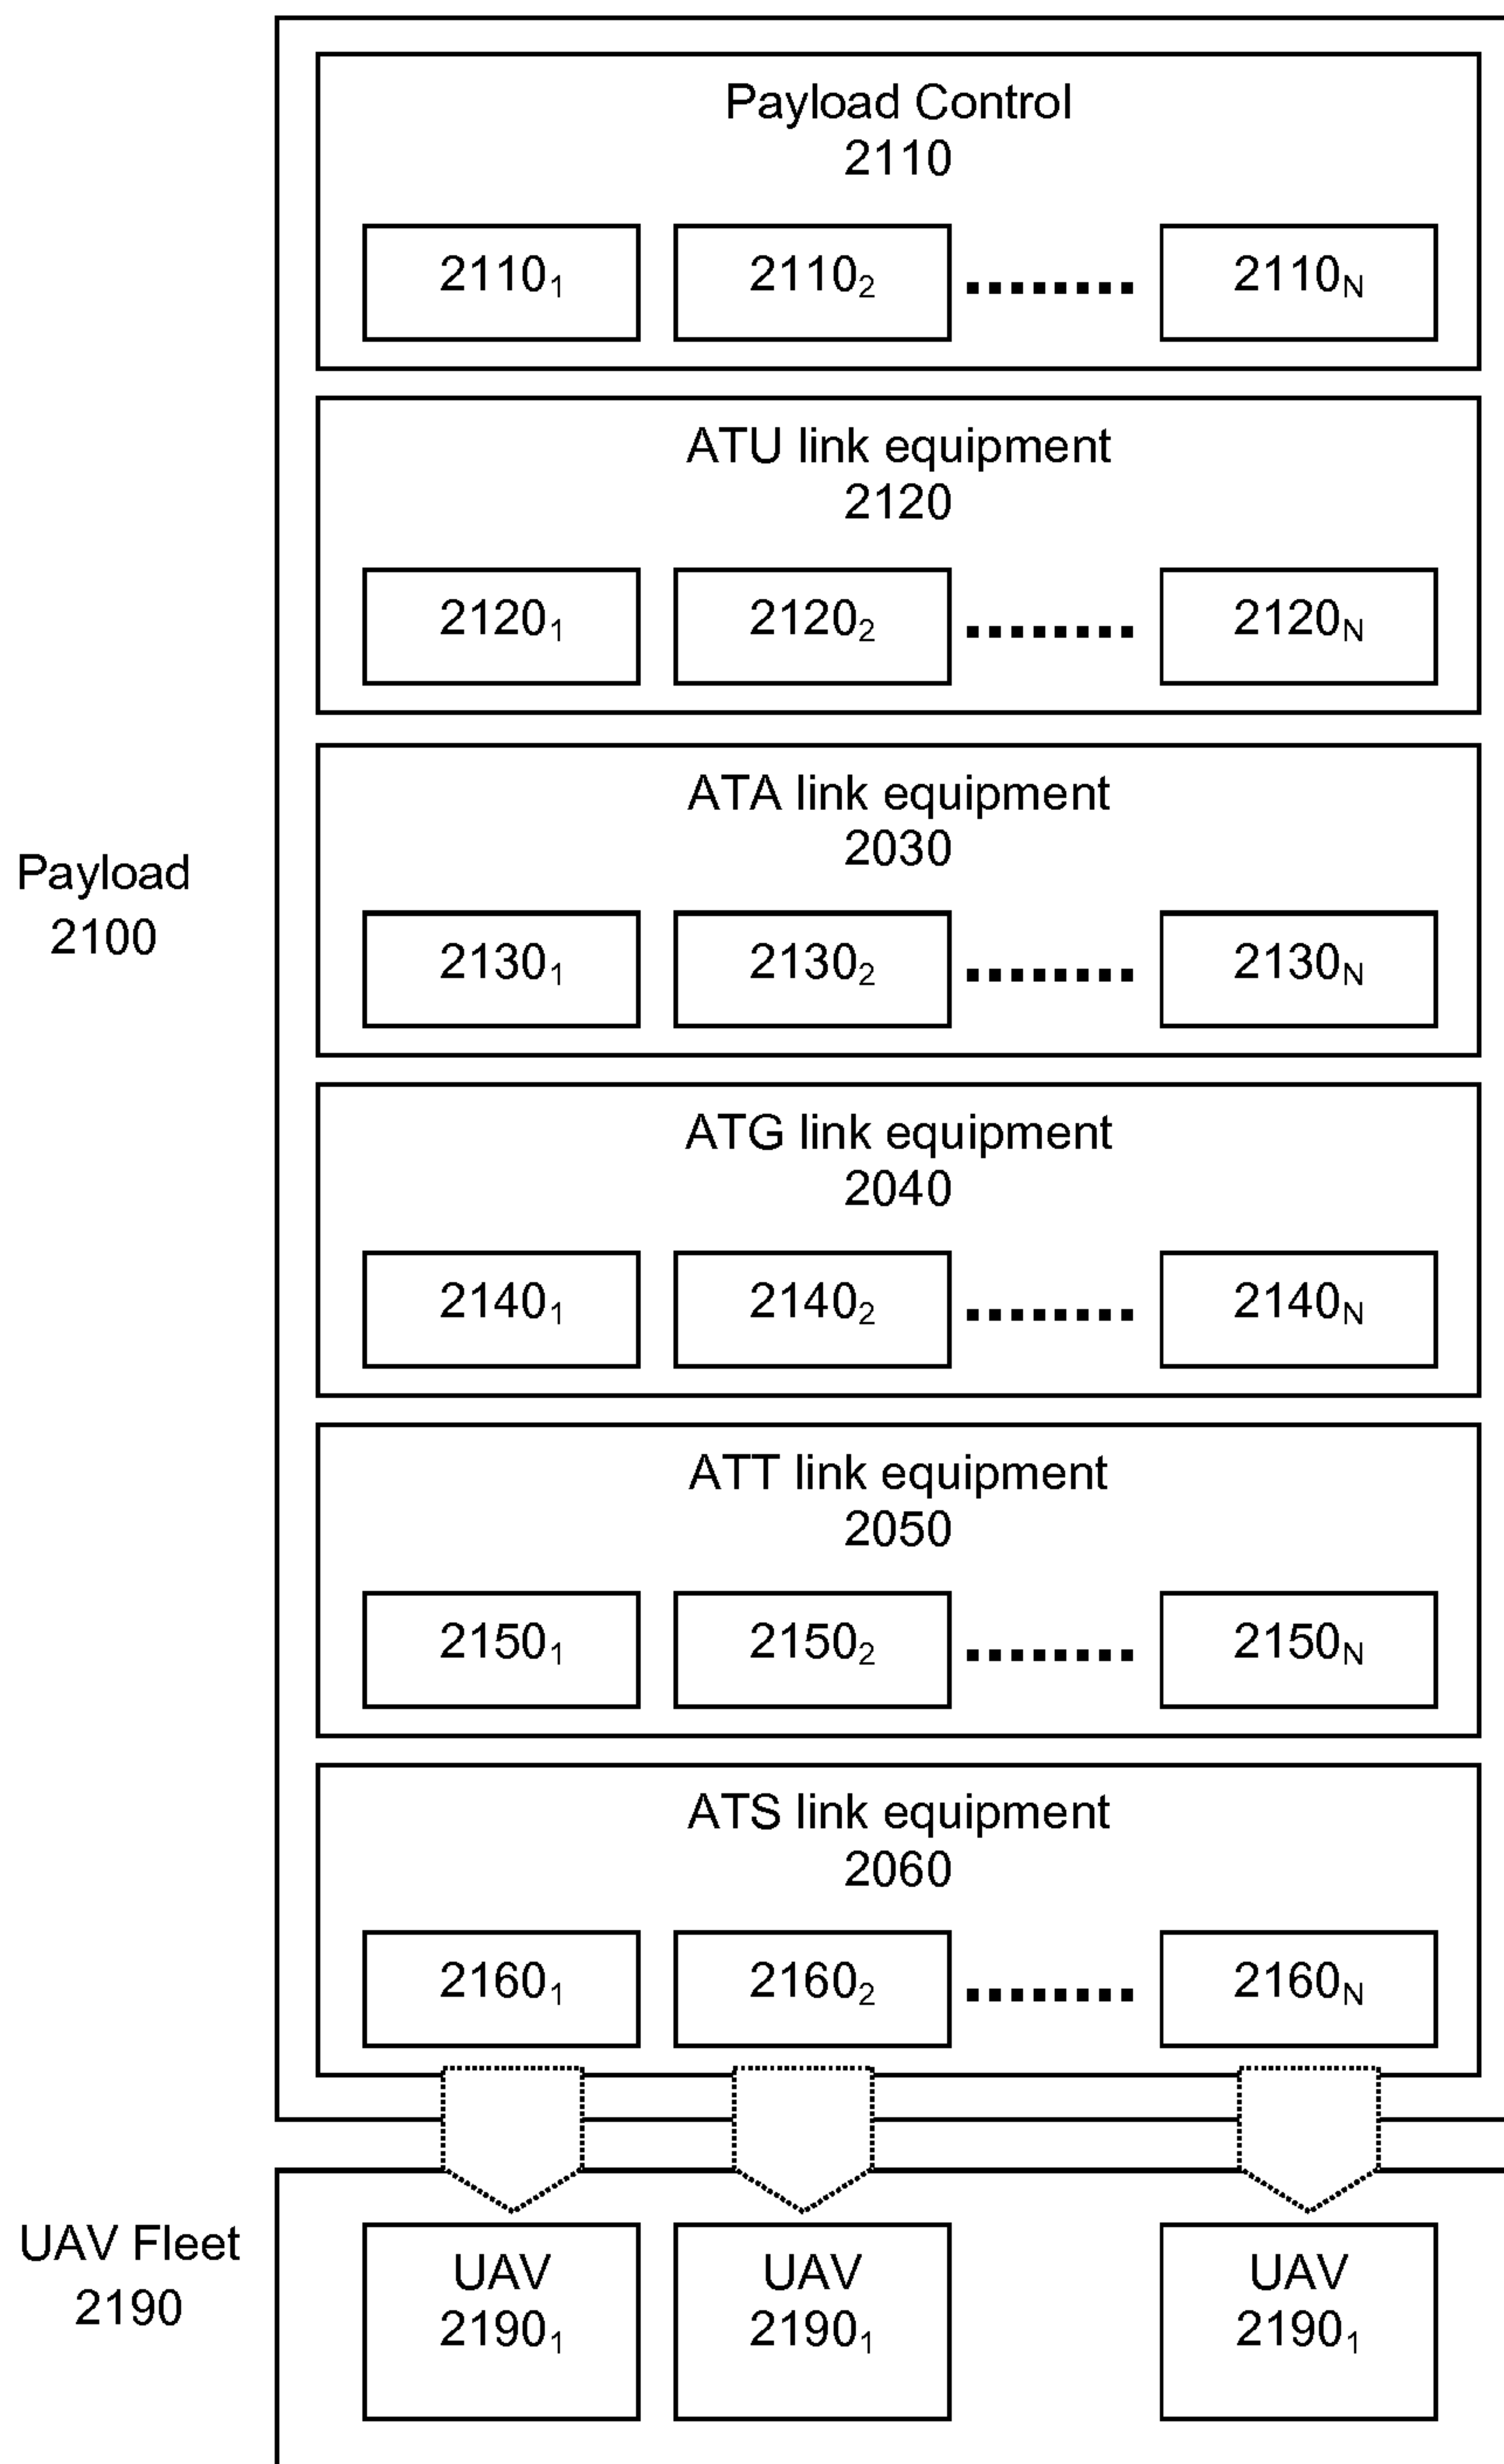 Payload Control
2110
2110₁ 2110₂ 2110N
ATU link equipment
2120
2120₁ 2120₂ 2120N
ATA link equipment
2030
2130₁ 2130₂ 2130N
Payload
2100
ATG link equipment
2040
2140₁ 2140₂ 2140N
ATT link equipment
2050
2150₁ 2150₂ 2150N
ATS link equipment
2060
2160₁ 2160₂ 2160N
UAV Fleet
2190
UAV
2190₁
UAV
2190₁
UAV
2190₁